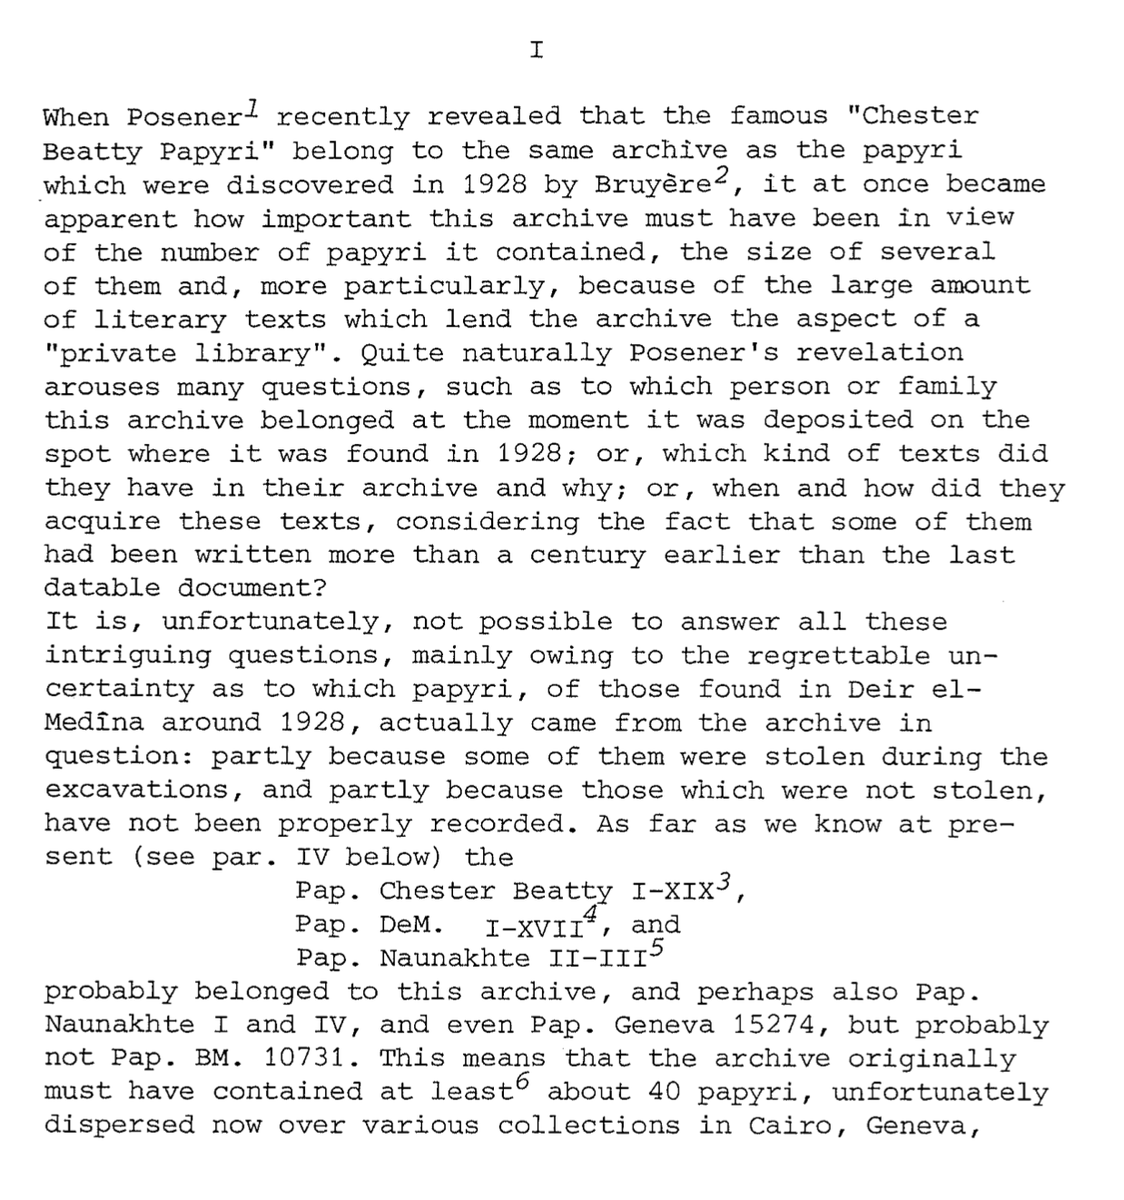 I
When Posener1 recently revealed that the famous "Chester
Beatty Papyri" belong to the same archive as the papyri
which were discovered in 1928 by Bruyère2, it at once became
apparent how important this archive must have been in view
of the number of papyri it contained, the size of several
of them and, more particularly, because of the large amount
of literary texts which lend the archive the aspect of a
"private library". Quite naturally Posener's revelation
arouses many questions, such as to which person or family
this archive belonged at the moment it was deposited on the
spot where it was found in 1928; or, which kind of texts did
they have in their archive and why; or, when and how did they
acquire these texts, considering the fact that some of them
had been written more than a century earlier than the last
datable document?
It is, unfortunately, not possible to answer all these
intriguing questions, mainly owing to the regrettable un-
certainty as to which papyri, of those found in Deir el-
Medîna around 1928, actually came from the archive in
question: partly because some of them were stolen during the
excavations, and partly because those which were not stolen,
have not been properly recorded. As far as we know at pre-
sent (see par. IV below) the
Pap. Chester Beatty I-XIX3,
Pap. DeM. I-XVII4, and
Pap. Naunakhte II-III5
probably belonged to this archive, and perhaps also Pap.
Naunakhte I and IV, and even Pap. Geneva 15274, but probably
not Pap. BM. 10731. This means that the archive originally
must have contained at least6 about 40 papyri, unfortunately
dispersed now over various collections in Cairo, Geneva,